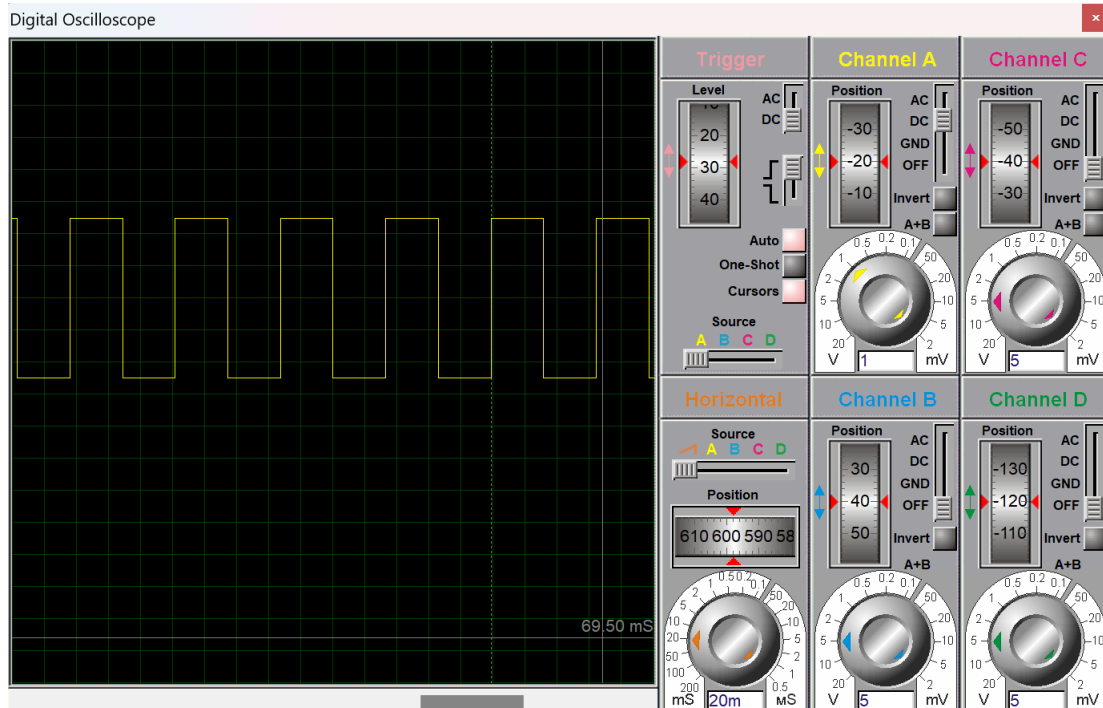 Digital Oscilloscope
×
69.50 mS
Trigger
Level
20
30
40
AC
DC
Auto
One-Shot
Cursors
Source
A B C D
Channel A
Position
-30
-20
-10
AC
DC
GND
OFF
Invert
A+B
20 10 5 2 1 0.5 0.2 0.1 50 20 10 5 2
V 1 mV
Channel C
Position
-50
-40
-30
AC
DC
GND
OFF
Invert
A+B
20 10 5 2 1 0.5 0.2 0.1 50 20 10 5 2
V 5 mV
Horizontal
Source
A B C D
Position
610 600 590 58
200 100 50 20 10 5 2 1 0.5 0.2 0.1 50 20 10 5 2 1 0.5
mS 20m мS
Channel B
Position
30
40
50
AC
DC
GND
OFF
Invert
A+B
20 10 5 2 1 0.5 0.2 0.1 50 20 10 5 2
V 5 mV
Channel D
Position
-130
-120
-110
AC
DC
GND
OFF
Invert
A+B
20 10 5 2 1 0.5 0.2 0.1 50 20 10 5 2
V 5 mV